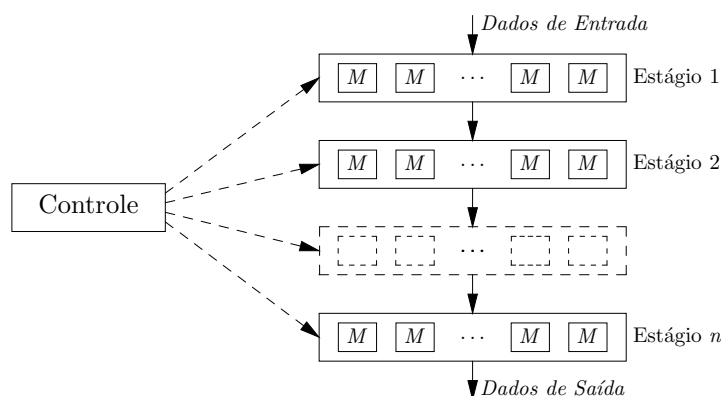 Dados de Entrada
M M ... M M Estágio 1
M M ... M M Estágio 2
Controle
...
M M ... M M Estágio n
Dados de Saída